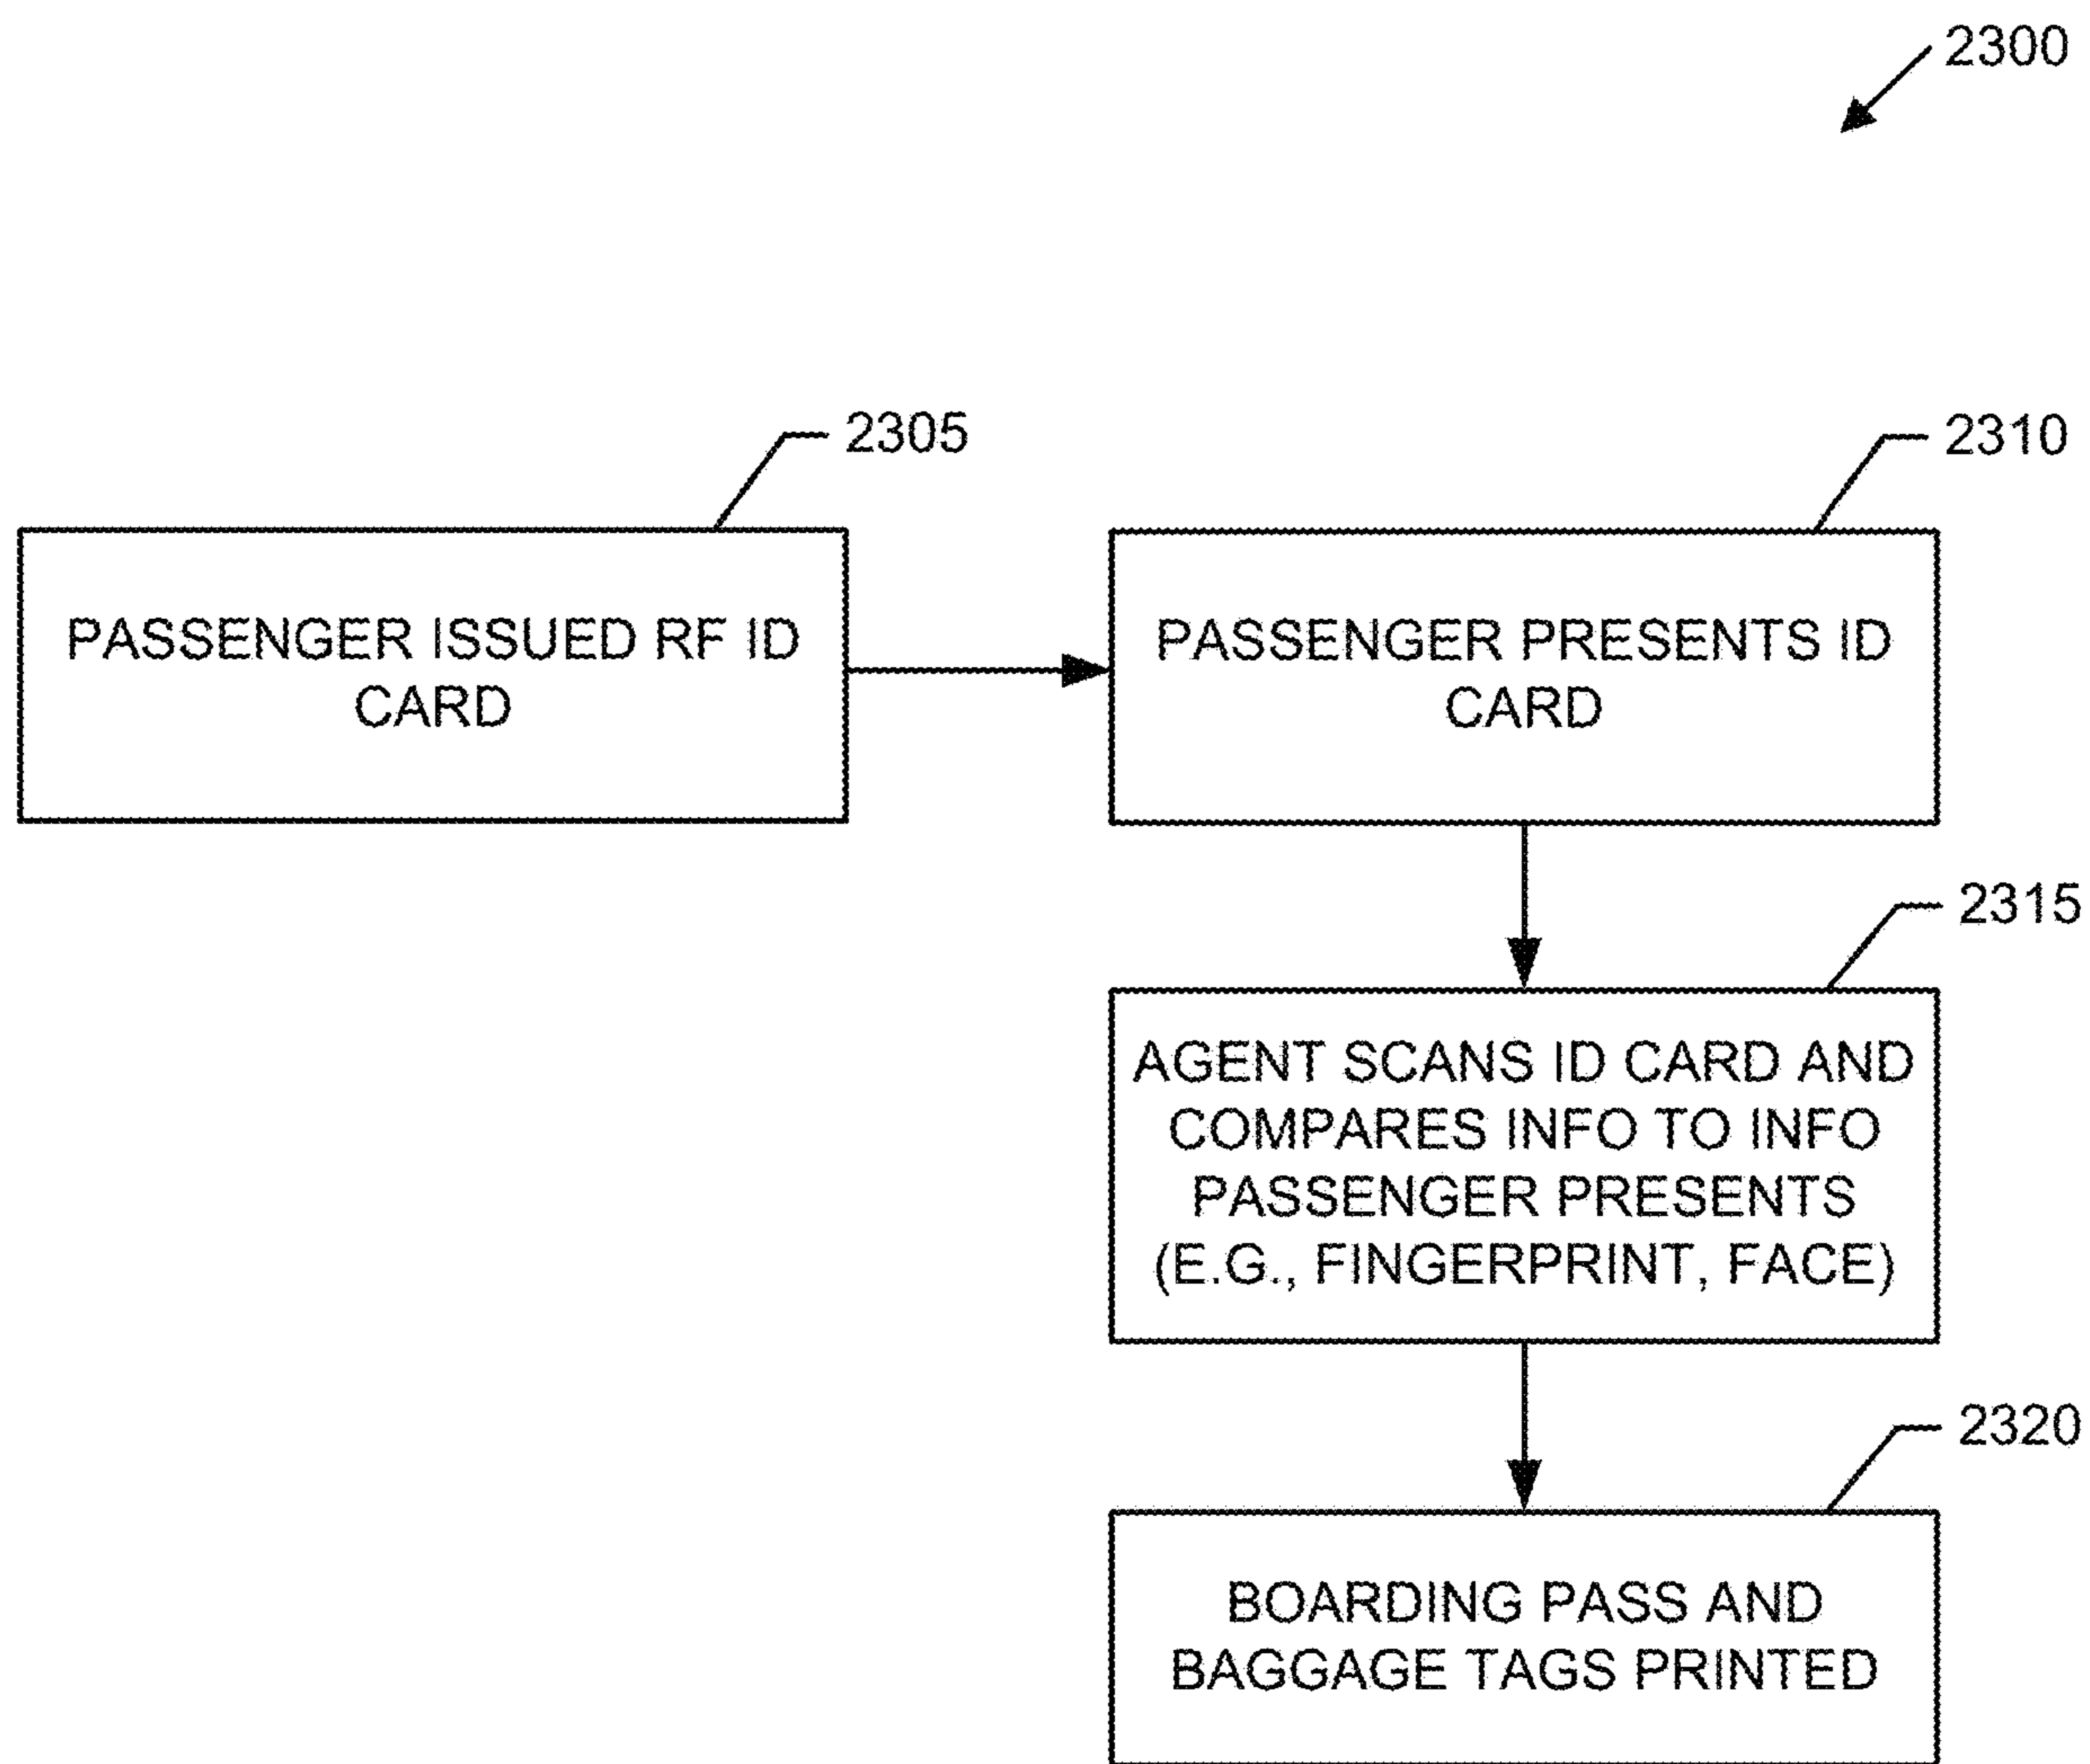 2300
2305
PASSENGER ISSUED RF ID
CARD
2310
PASSENGER PRESENTS ID
CARD
2315
AGENT SCANS ID CARD AND
COMPARES INFO TO INFO
PASSENGER PRESENTS
(E.G., FINGERPRINT, FACE)
2320
BOARDING PASS AND
BAGGAGE TAGS PRINTED